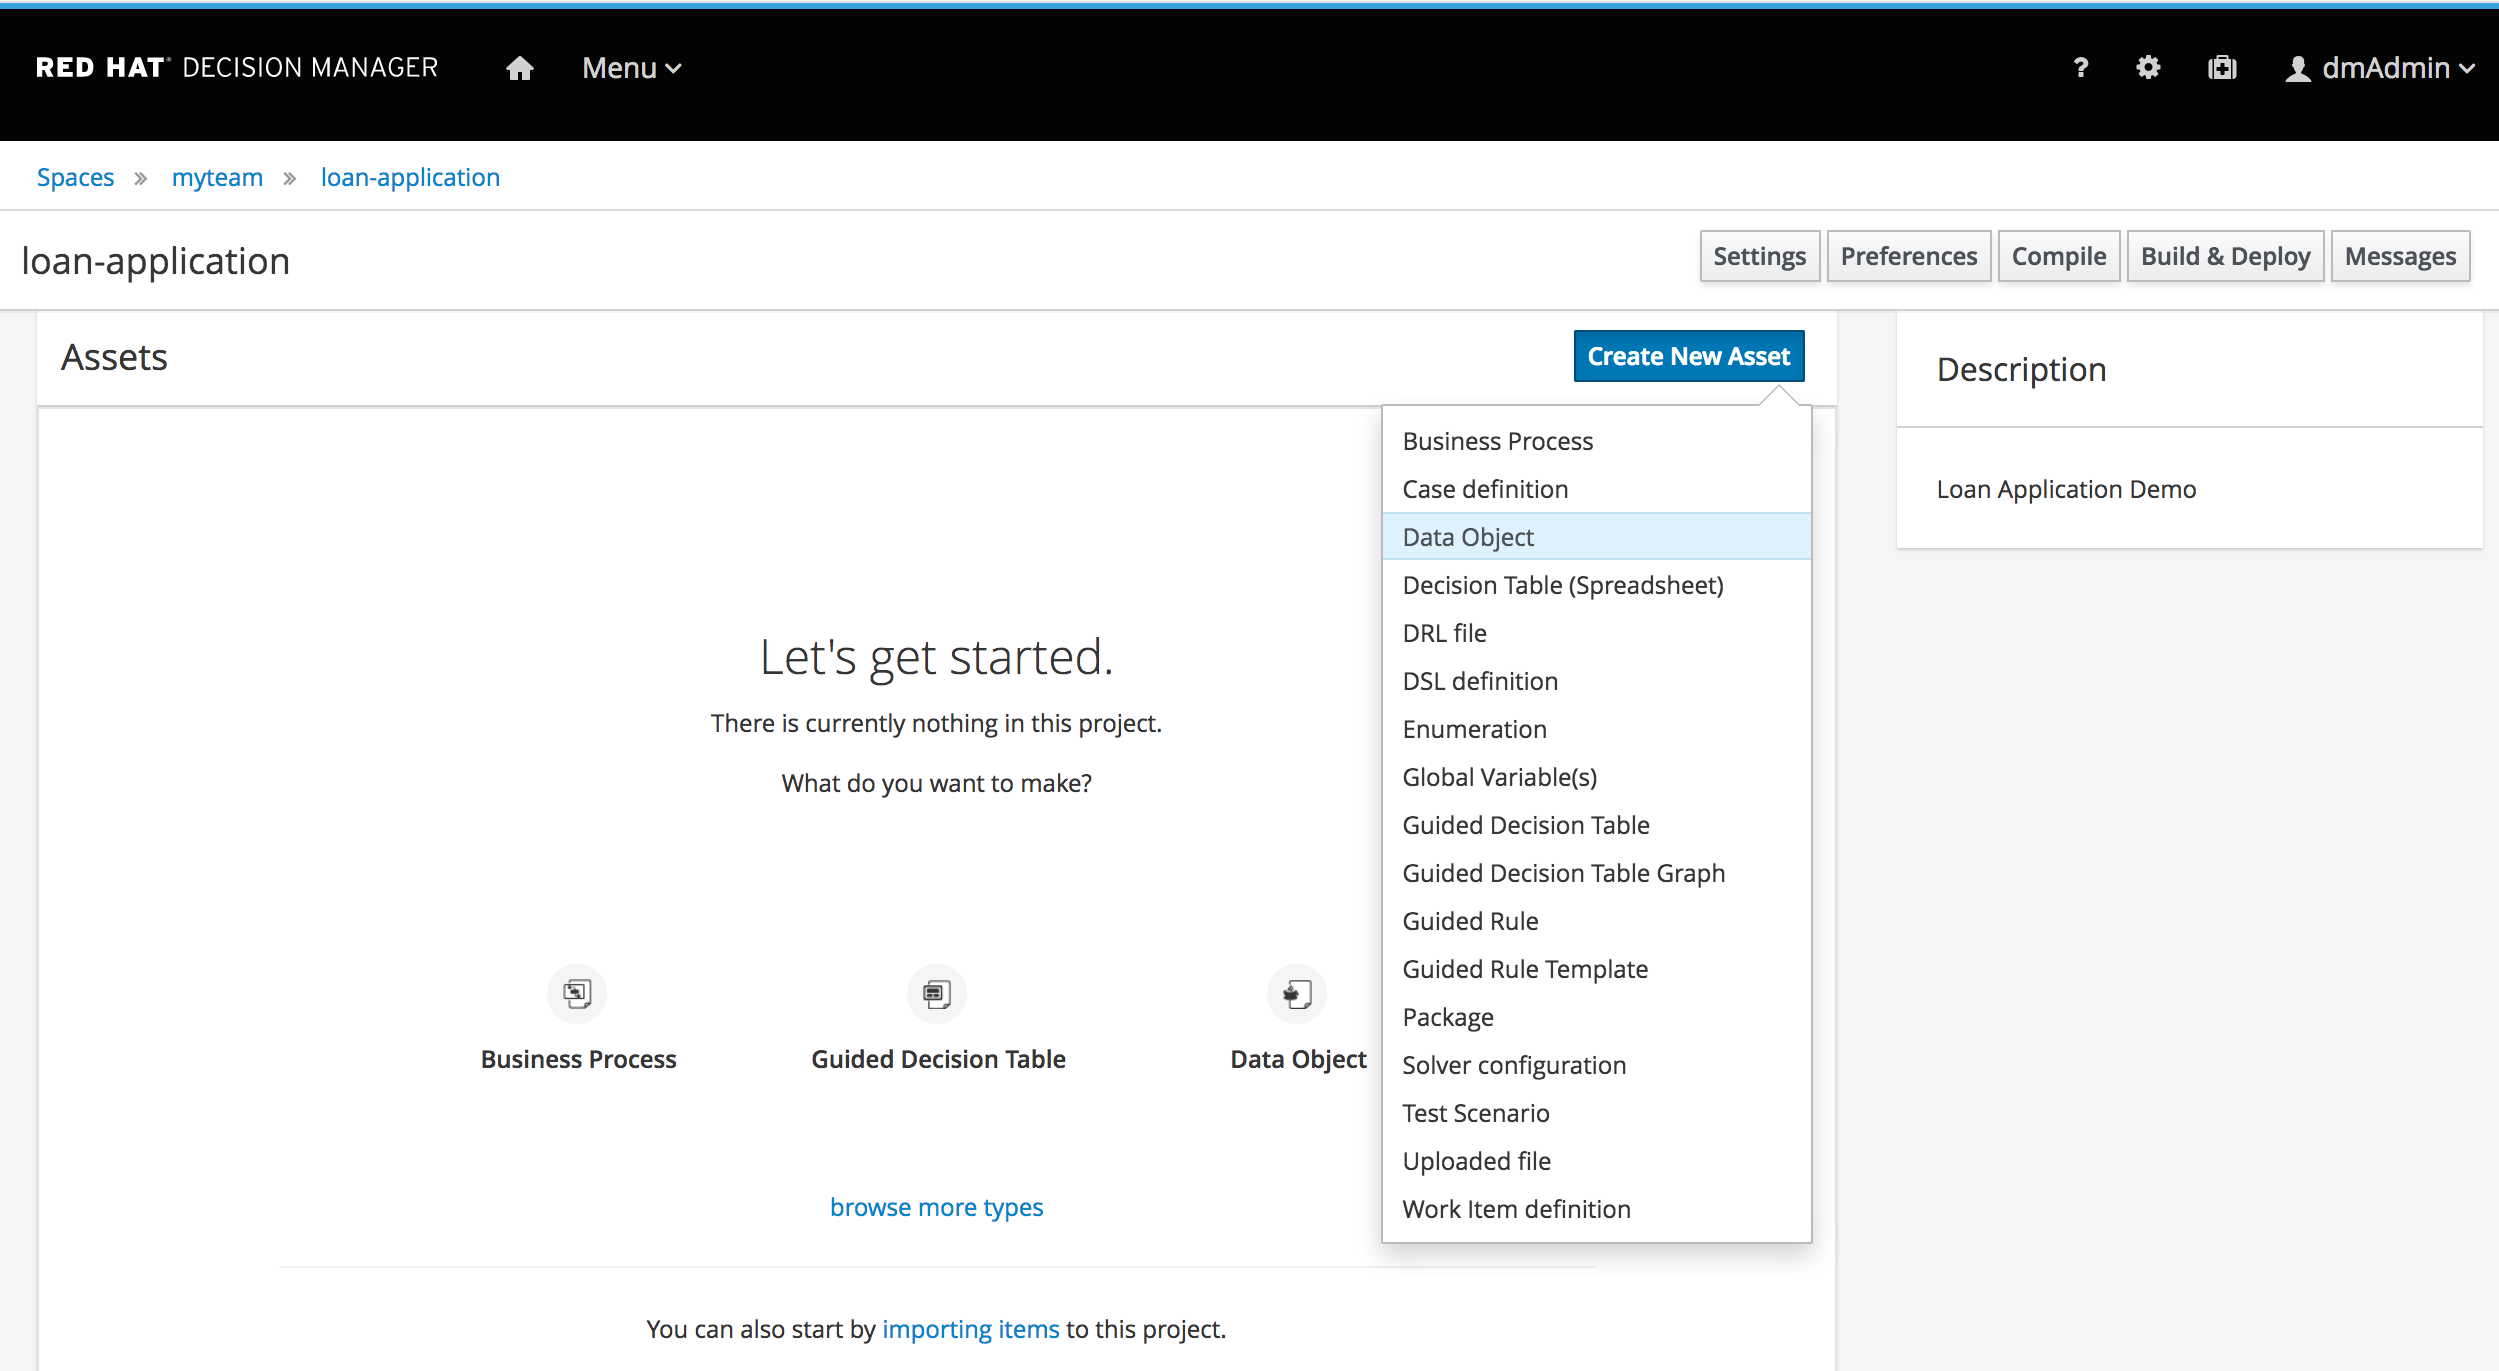 RED HAT® DECISION MANAGER Menu ? dmAdmin
Spaces » myteam » loan-application
loan-application
Settings Preferences Compile Build & Deploy Messages
Assets
Create New Asset
Description
Loan Application Demo
Business Process
Case definition
Data Object
Decision Table (Spreadsheet)
DRL file
DSL definition
Enumeration
Global Variable(s)
Guided Decision Table
Guided Decision Table Graph
Guided Rule
Guided Rule Template
Package
Solver configuration
Test Scenario
Uploaded file
Work Item definition
Let's get started.
There is currently nothing in this project.
What do you want to make?
Business Process
Guided Decision Table
Data Object
browse more types
You can also start by importing items to this project.